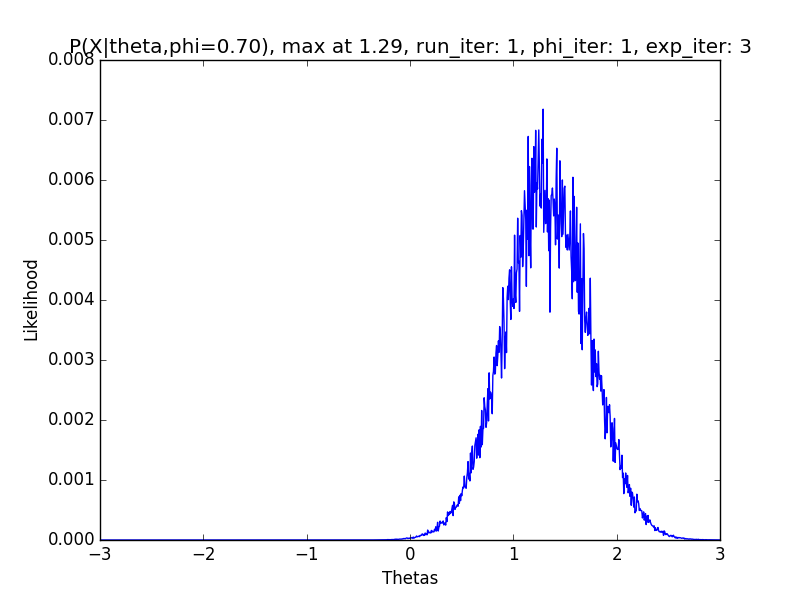 P(X|theta,phi=0.70), max at 1.29, run_iter: 1, phi_iter: 1, exp_iter: 3
0.008
0.007
0.006
0.005
0.004
0.003
0.002
0.001
0.000
Likelihood
−3 −2 −1 0 1 2 3
Thetas